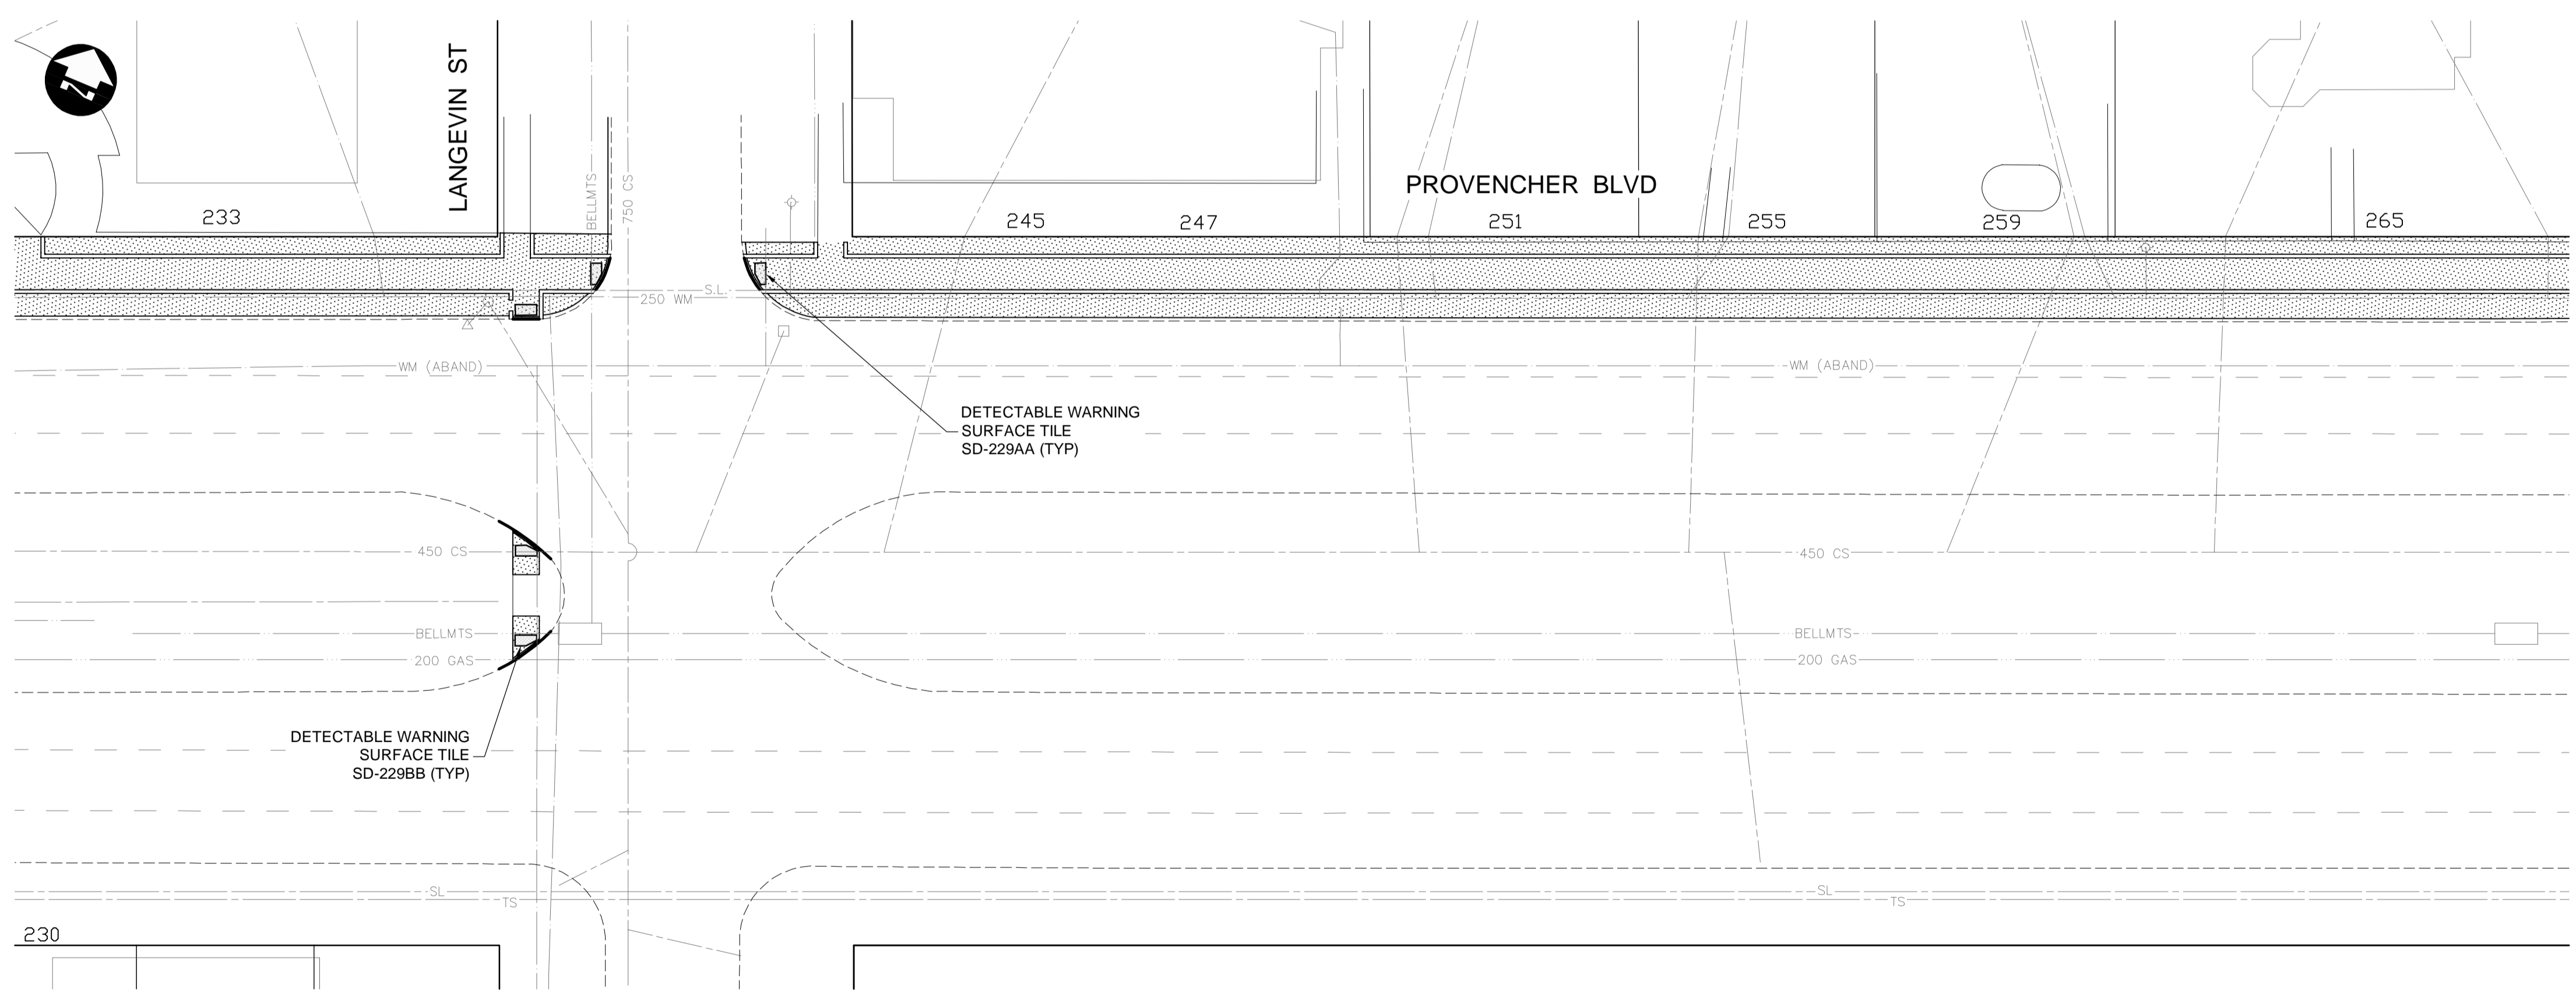 LANGEVIN ST
BELLMTS
750 CS
PROVENCHER BLVD
233
245
247
251
255
259
265
S.L.
250 WM
WM (ABAND)
WM (ABAND)
DETECTABLE WARNING
SURFACE TILE
SD-229AA (TYP)
450 CS
450 CS
BELLMTS
BELLMTS
200 GAS
200 GAS
DETECTABLE WARNING
SURFACE TILE
SD-229BB (TYP)
SL
SL
TS
TS
230